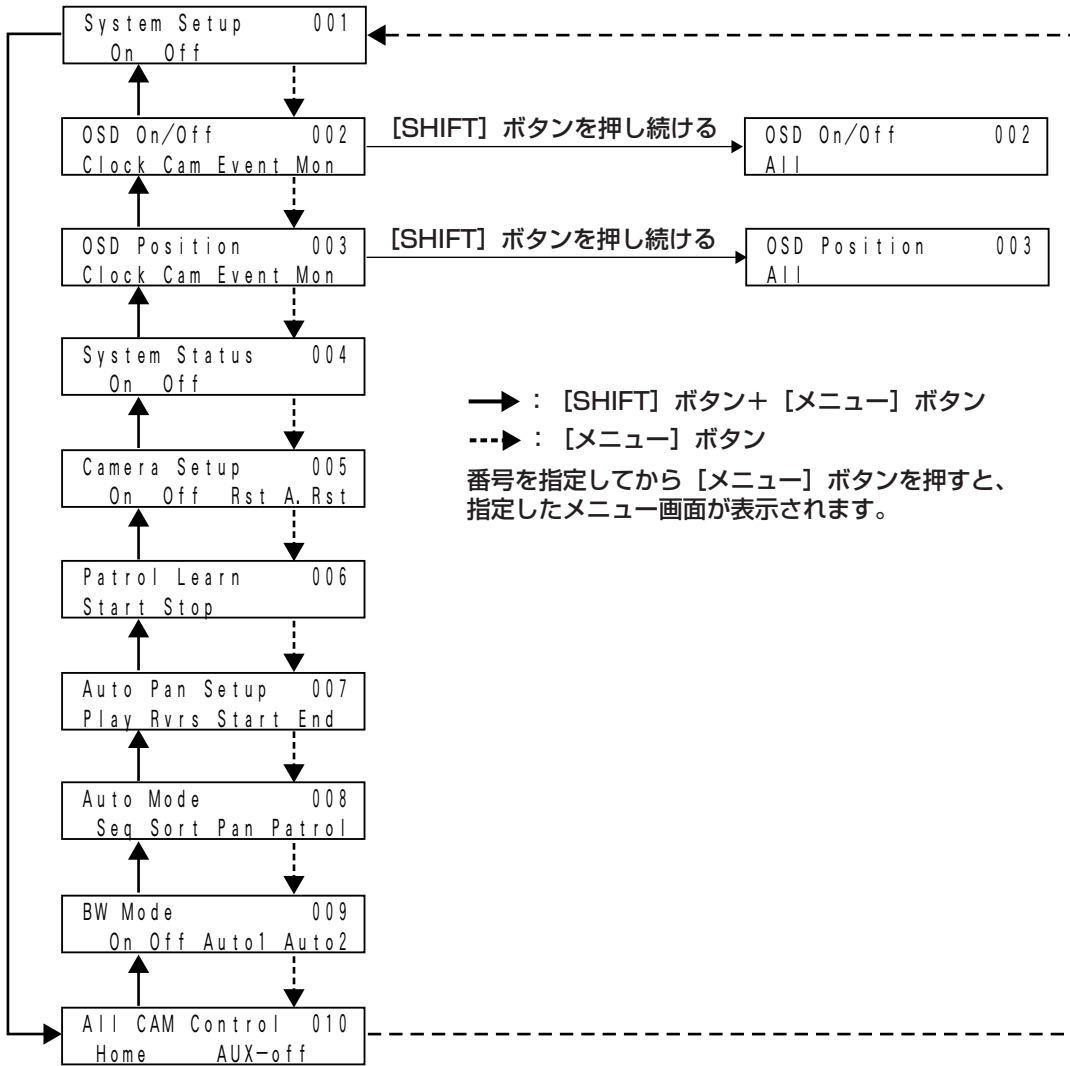 System Setup 001
On Off
OSD On/Off 002
Clock Cam Event Mon
[SHIFT] ボタンを押し続ける
OSD On/Off 002
All
OSD Position 003
Clock Cam Event Mon
[SHIFT] ボタンを押し続ける
OSD Position 003
All
System Status 004
On Off
: [SHIFT] ボタン+ [メニュー] ボタン
: [メニュー] ボタン
番号を指定してから [メニュー] ボタンを押すと、
指定したメニュー画面が表示されます。
Camera Setup 005
On Off Rst A.Rst
Patrol Learn 006
Start Stop
Auto Pan Setup 007
Play Rvrs Start End
Auto Mode 008
Seq Sort Pan Patrol
BW Mode 009
On Off Auto1 Auto2
All CAM Control 010
Home AUX−off